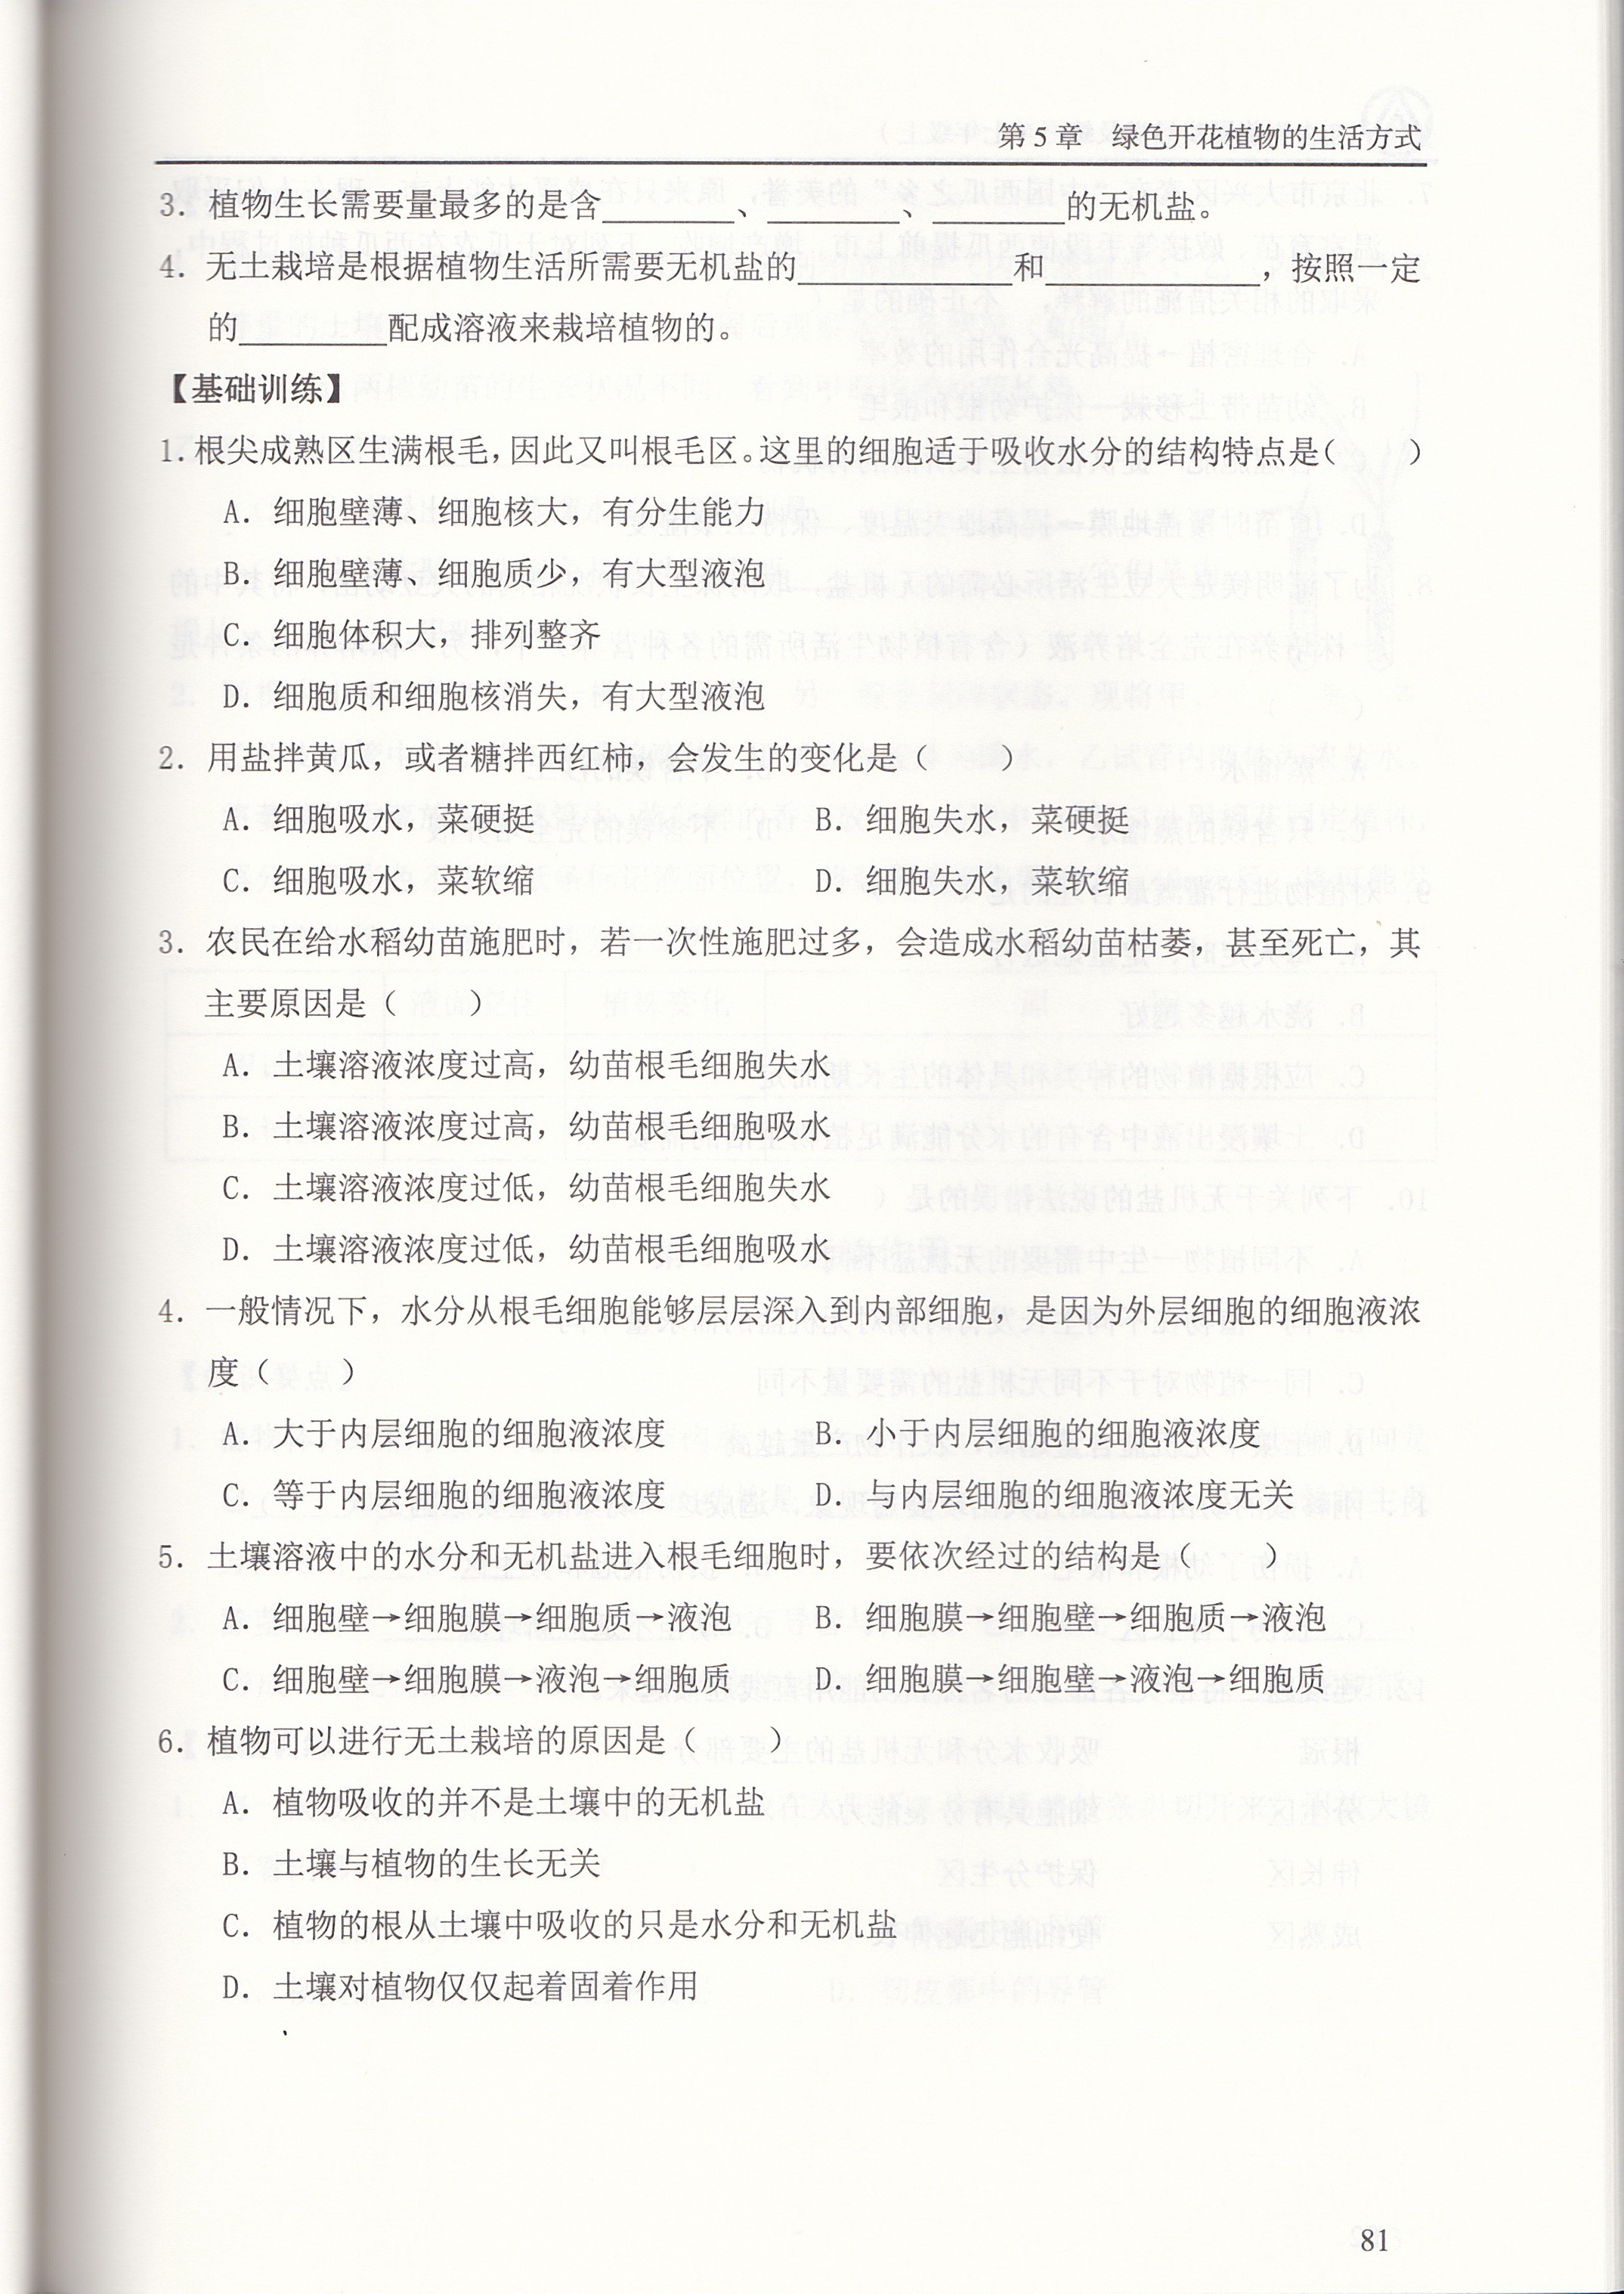 第 5 章　绿色开花植物的生活方式
3．植物生长需要量最多的是含________、________、________的无机盐。
4．无土栽培是根据植物生活所需要无机盐的____________和____________，按照一定
的________配成溶液来栽培植物的。
【基础训练】
1.根尖成熟区生满根毛，因此又叫根毛区。这里的细胞适于吸收水分的结构特点是（　　）
A．细胞壁薄、细胞核大，有分生能力
B．细胞壁薄、细胞质少，有大型液泡
C．细胞体积大，排列整齐
D．细胞质和细胞核消失，有大型液泡
2．用盐拌黄瓜，或者糖拌西红柿，会发生的变化是（　　）
A．细胞吸水，菜硬挺　　B．细胞失水，菜硬挺
C．细胞吸水，菜软缩　　D．细胞失水，菜软缩
3．农民在给水稻幼苗施肥时，若一次性施肥过多，会造成水稻幼苗枯萎，甚至死亡，其
主要原因是（　　）
A．土壤溶液浓度过高，幼苗根毛细胞失水
B．土壤溶液浓度过高，幼苗根毛细胞吸水
C．土壤溶液浓度过低，幼苗根毛细胞失水
D．土壤溶液浓度过低，幼苗根毛细胞吸水
4．一般情况下，水分从根毛细胞能够层层深入到内部细胞，是因为外层细胞的细胞液浓
度（　　）
A．大于内层细胞的细胞液浓度　　B．小于内层细胞的细胞液浓度
C．等于内层细胞的细胞液浓度　　D．与内层细胞的细胞液浓度无关
5．土壤溶液中的水分和无机盐进入根毛细胞时，要依次经过的结构是（　　）
A．细胞壁→细胞膜→细胞质→液泡　　B．细胞膜→细胞壁→细胞质→液泡
C．细胞壁→细胞膜→液泡→细胞质　　D．细胞膜→细胞壁→液泡→细胞质
6．植物可以进行无土栽培的原因是（　　）
A．植物吸收的并不是土壤中的无机盐
B．土壤与植物的生长无关
C．植物的根从土壤中吸收的只是水分和无机盐
D．土壤对植物仅仅起着固着作用
81